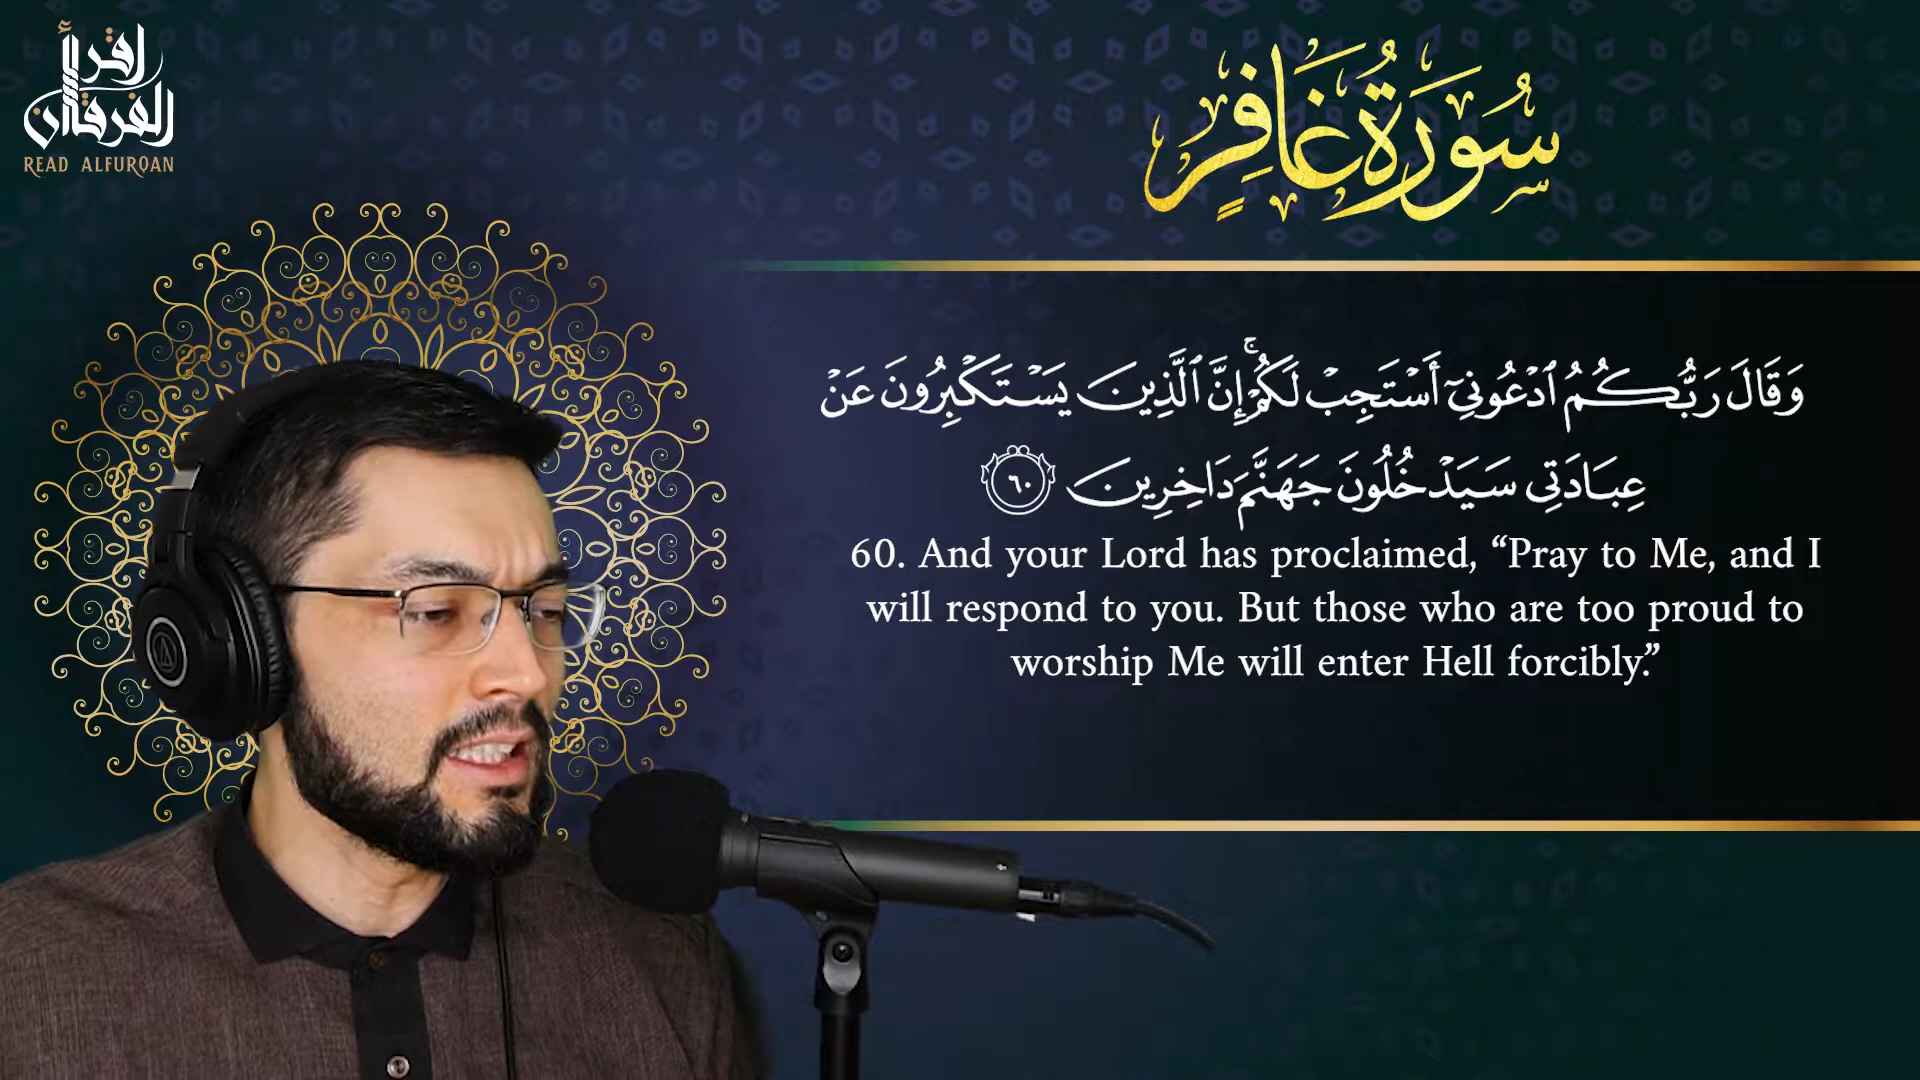 اقرأ
الفرقان
READ ALFURQAN
سُورَةُ غَافِرٍ
وَقَالَ رَبُّكُمُ ٱدْعُونِىٓ أَسْتَجِبْ لَكُمْ ۚ إِنَّ ٱلَّذِينَ يَسْتَكْبِرُونَ عَنْ
عِبَادَتِى سَيَدْخُلُونَ جَهَنَّمَ دَاخِرِينَ ٦٠
60. And your Lord has proclaimed, “Pray to Me, and I
will respond to you. But those who are too proud to
worship Me will enter Hell forcibly.”